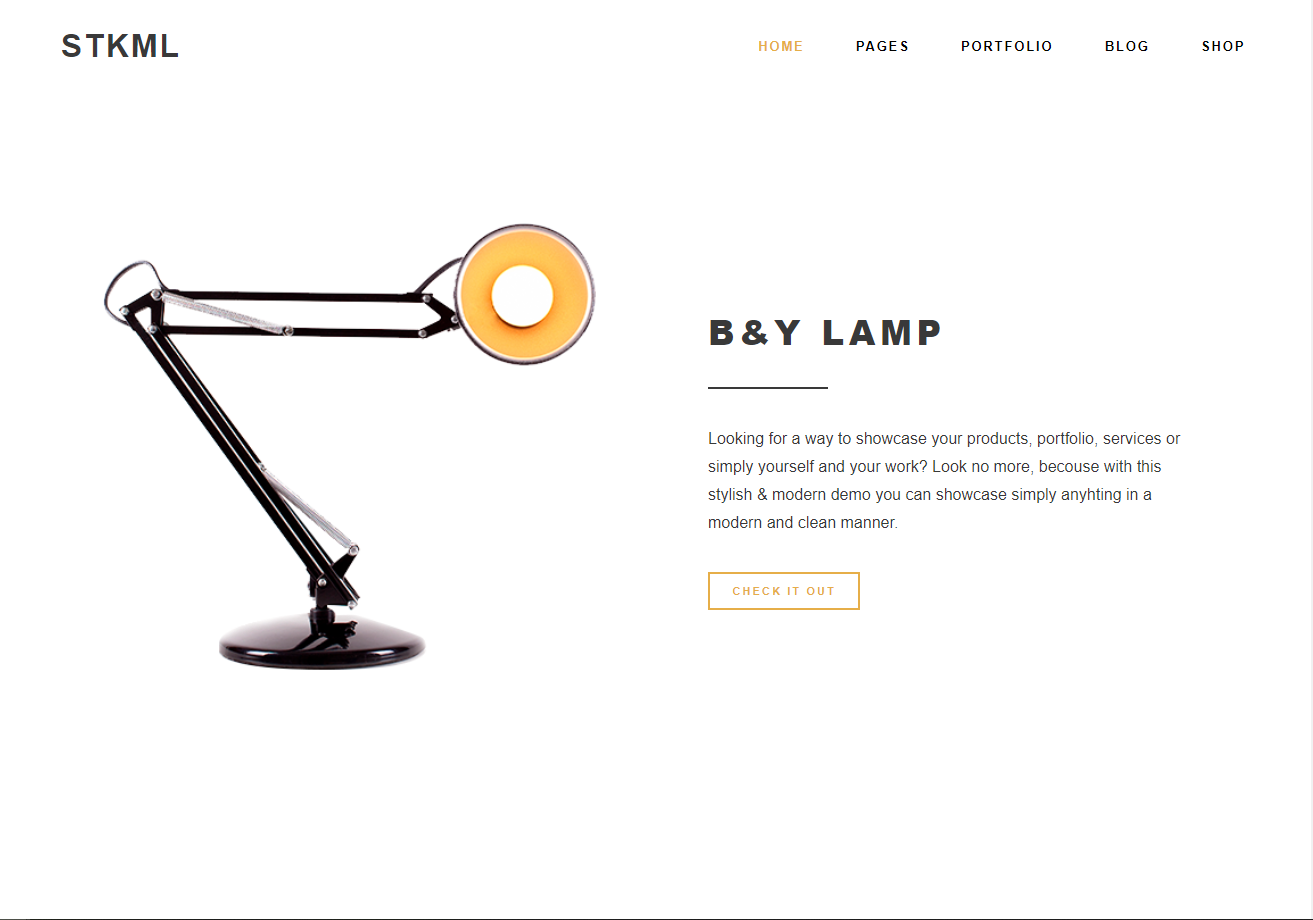 STKML
HOME PAGES PORTFOLIO BLOG SHOP
B&Y LAMP
Looking for a way to showcase your products, portfolio, services or
simply yourself and your work? Look no more, becouse with this
stylish & modern demo you can showcase simply anyhting in a
modern and clean manner.
CHECK IT OUT